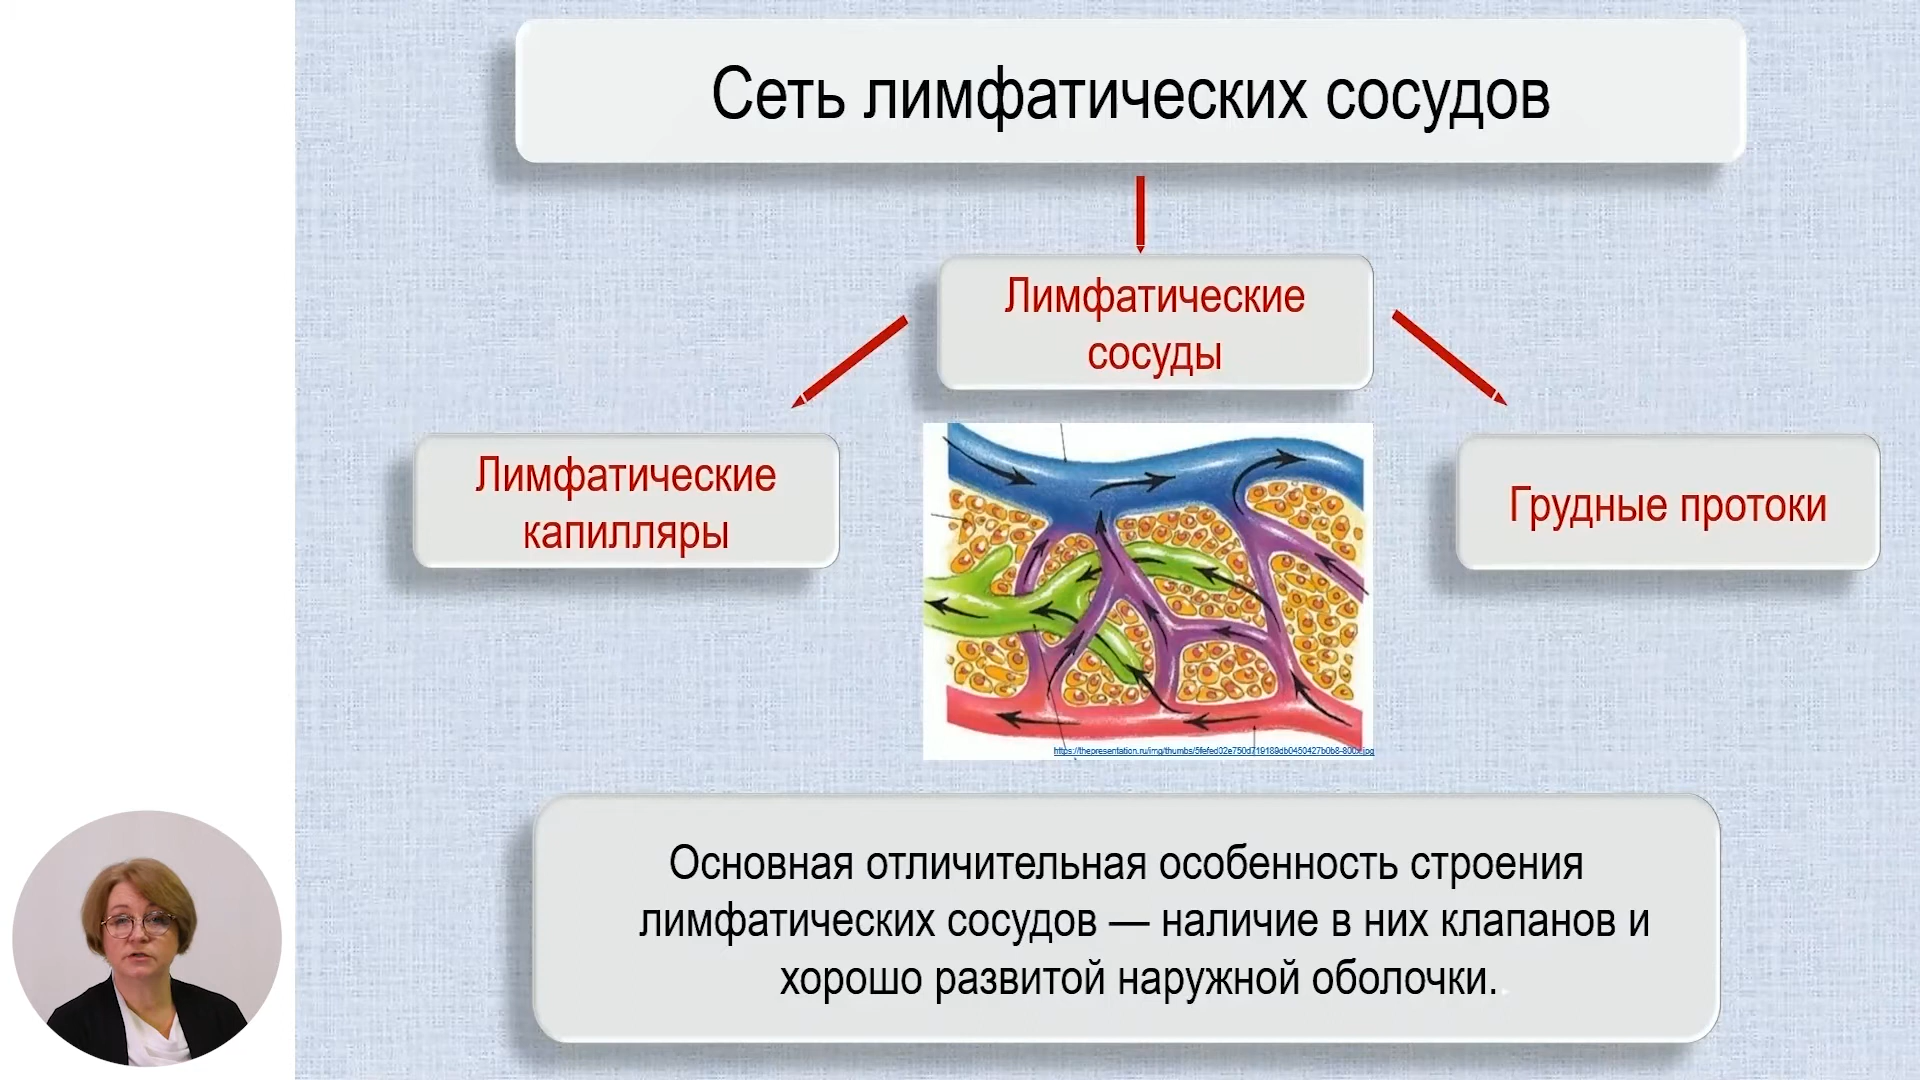 Сеть лимфатических сосудов
Лимфатические
сосуды
Лимфатические
капилляры
Грудные протоки
Основная отличительная особенность строения
лимфатических сосудов — наличие в них клапанов и
хорошо развитой наружной оболочки.